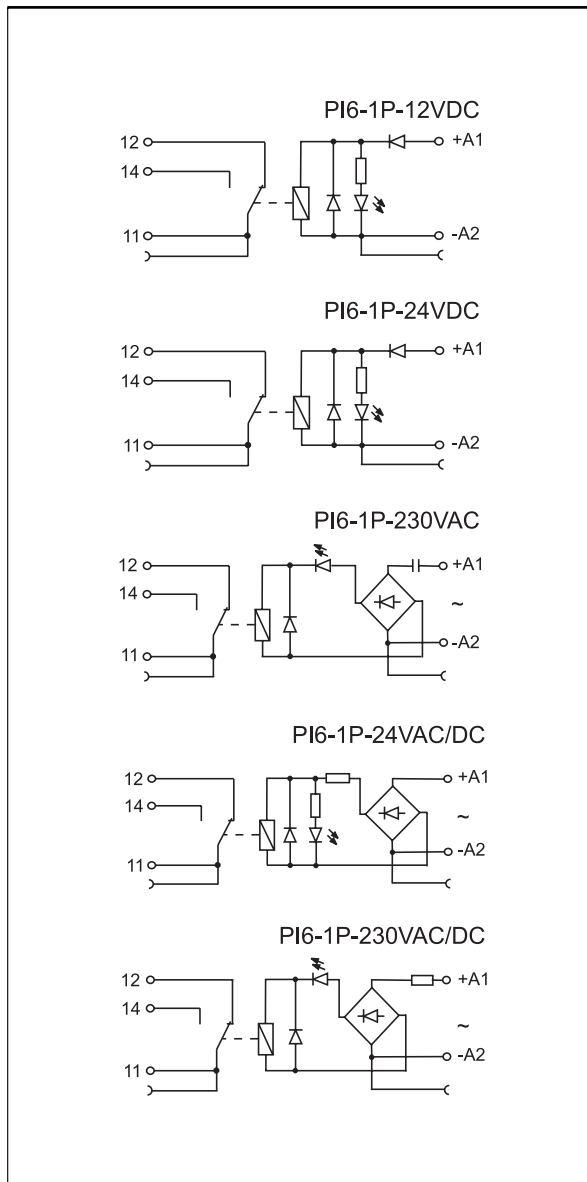 PI6-1P-12VDC
12 +A1
14
11 -A2
PI6-1P-24VDC
12 +A1
14
11 -A2
PI6-1P-230VAC
12 +A1
14 ~
11 -A2
PI6-1P-24VAC/DC
12 +A1
14 ~
11 -A2
PI6-1P-230VAC/DC
12 +A1
14 ~
11 -A2